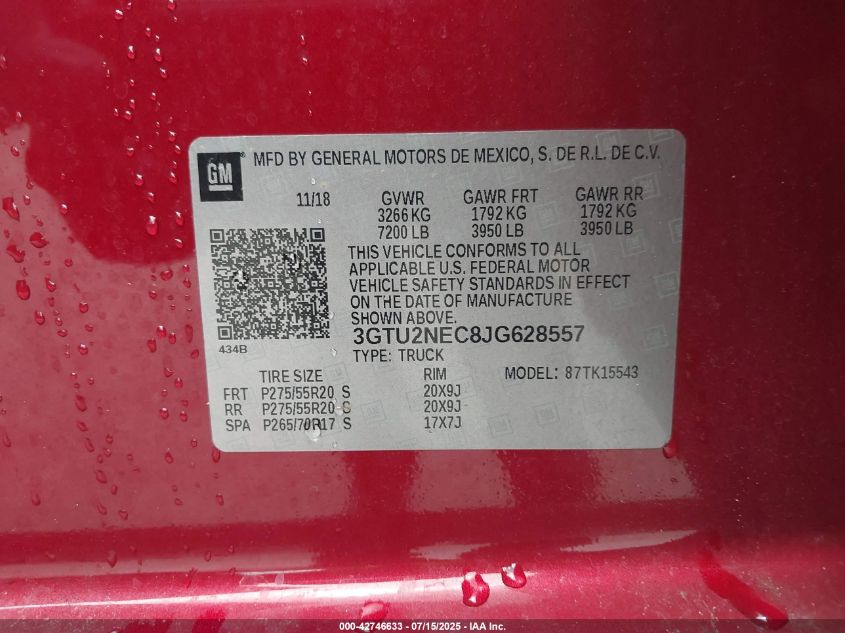 GM
MFD BY GENERAL MOTORS DE MEXICO, S. DE R.L. DE C.V.
11/18 GVWR GAWR FRT GAWR RR
3266 KG 1792 KG 1792 KG
7200 LB 3950 LB 3950 LB
THIS VEHICLE CONFORMS TO ALL
APPLICABLE U.S. FEDERAL MOTOR
VEHICLE SAFETY STANDARDS IN EFFECT
ON THE DATE OF MANUFACTURE
SHOWN ABOVE.
3GTU2NEC8JG628557
434B
TYPE: TRUCK
TIRE SIZE RIM MODEL: 87TK15543
FRT P275/55R20 S 20X9J
RR P275/55R20 S 20X9J
SPA P265/70R17 S 17X7J
000-42746633 - 07/15/2025 - IAA Inc.